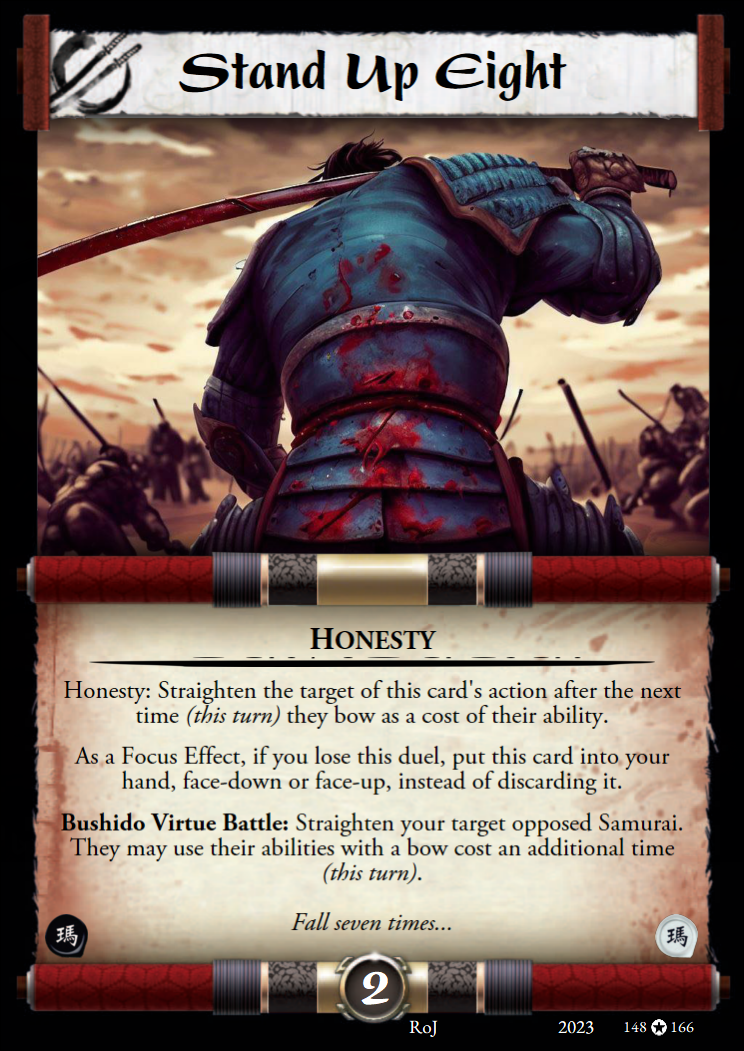 Stand Up Eight
HONESTY
Honesty: Straighten the target of this card's action after the next
time (this turn) they bow as a cost of their ability.
As a Focus Effect, if you lose this duel, put this card into your
hand, face-down or face-up, instead of discarding it.
Bushido Virtue Battle: Straighten your target opposed Samurai.
They may use their abilities with a bow cost an additional time
(this turn).
Fall seven times...
瑪 瑪
2
RoJ 2023 148 166